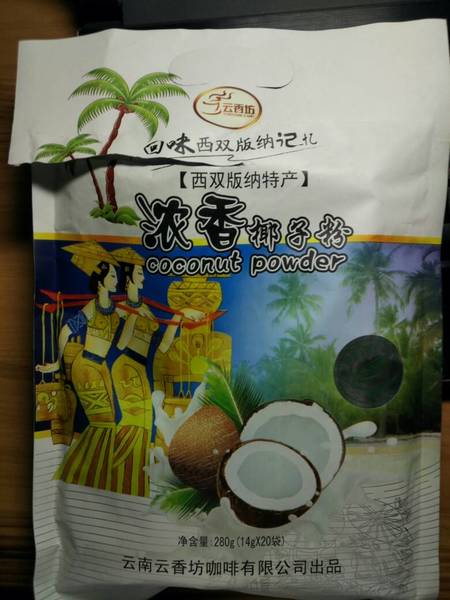 云香坊
回味西双版纳记扎
【西双版纳特产】
浓香椰子粉
coconut powder
净含量:280g(14gX20袋)
云南云香坊咖啡有限公司出品